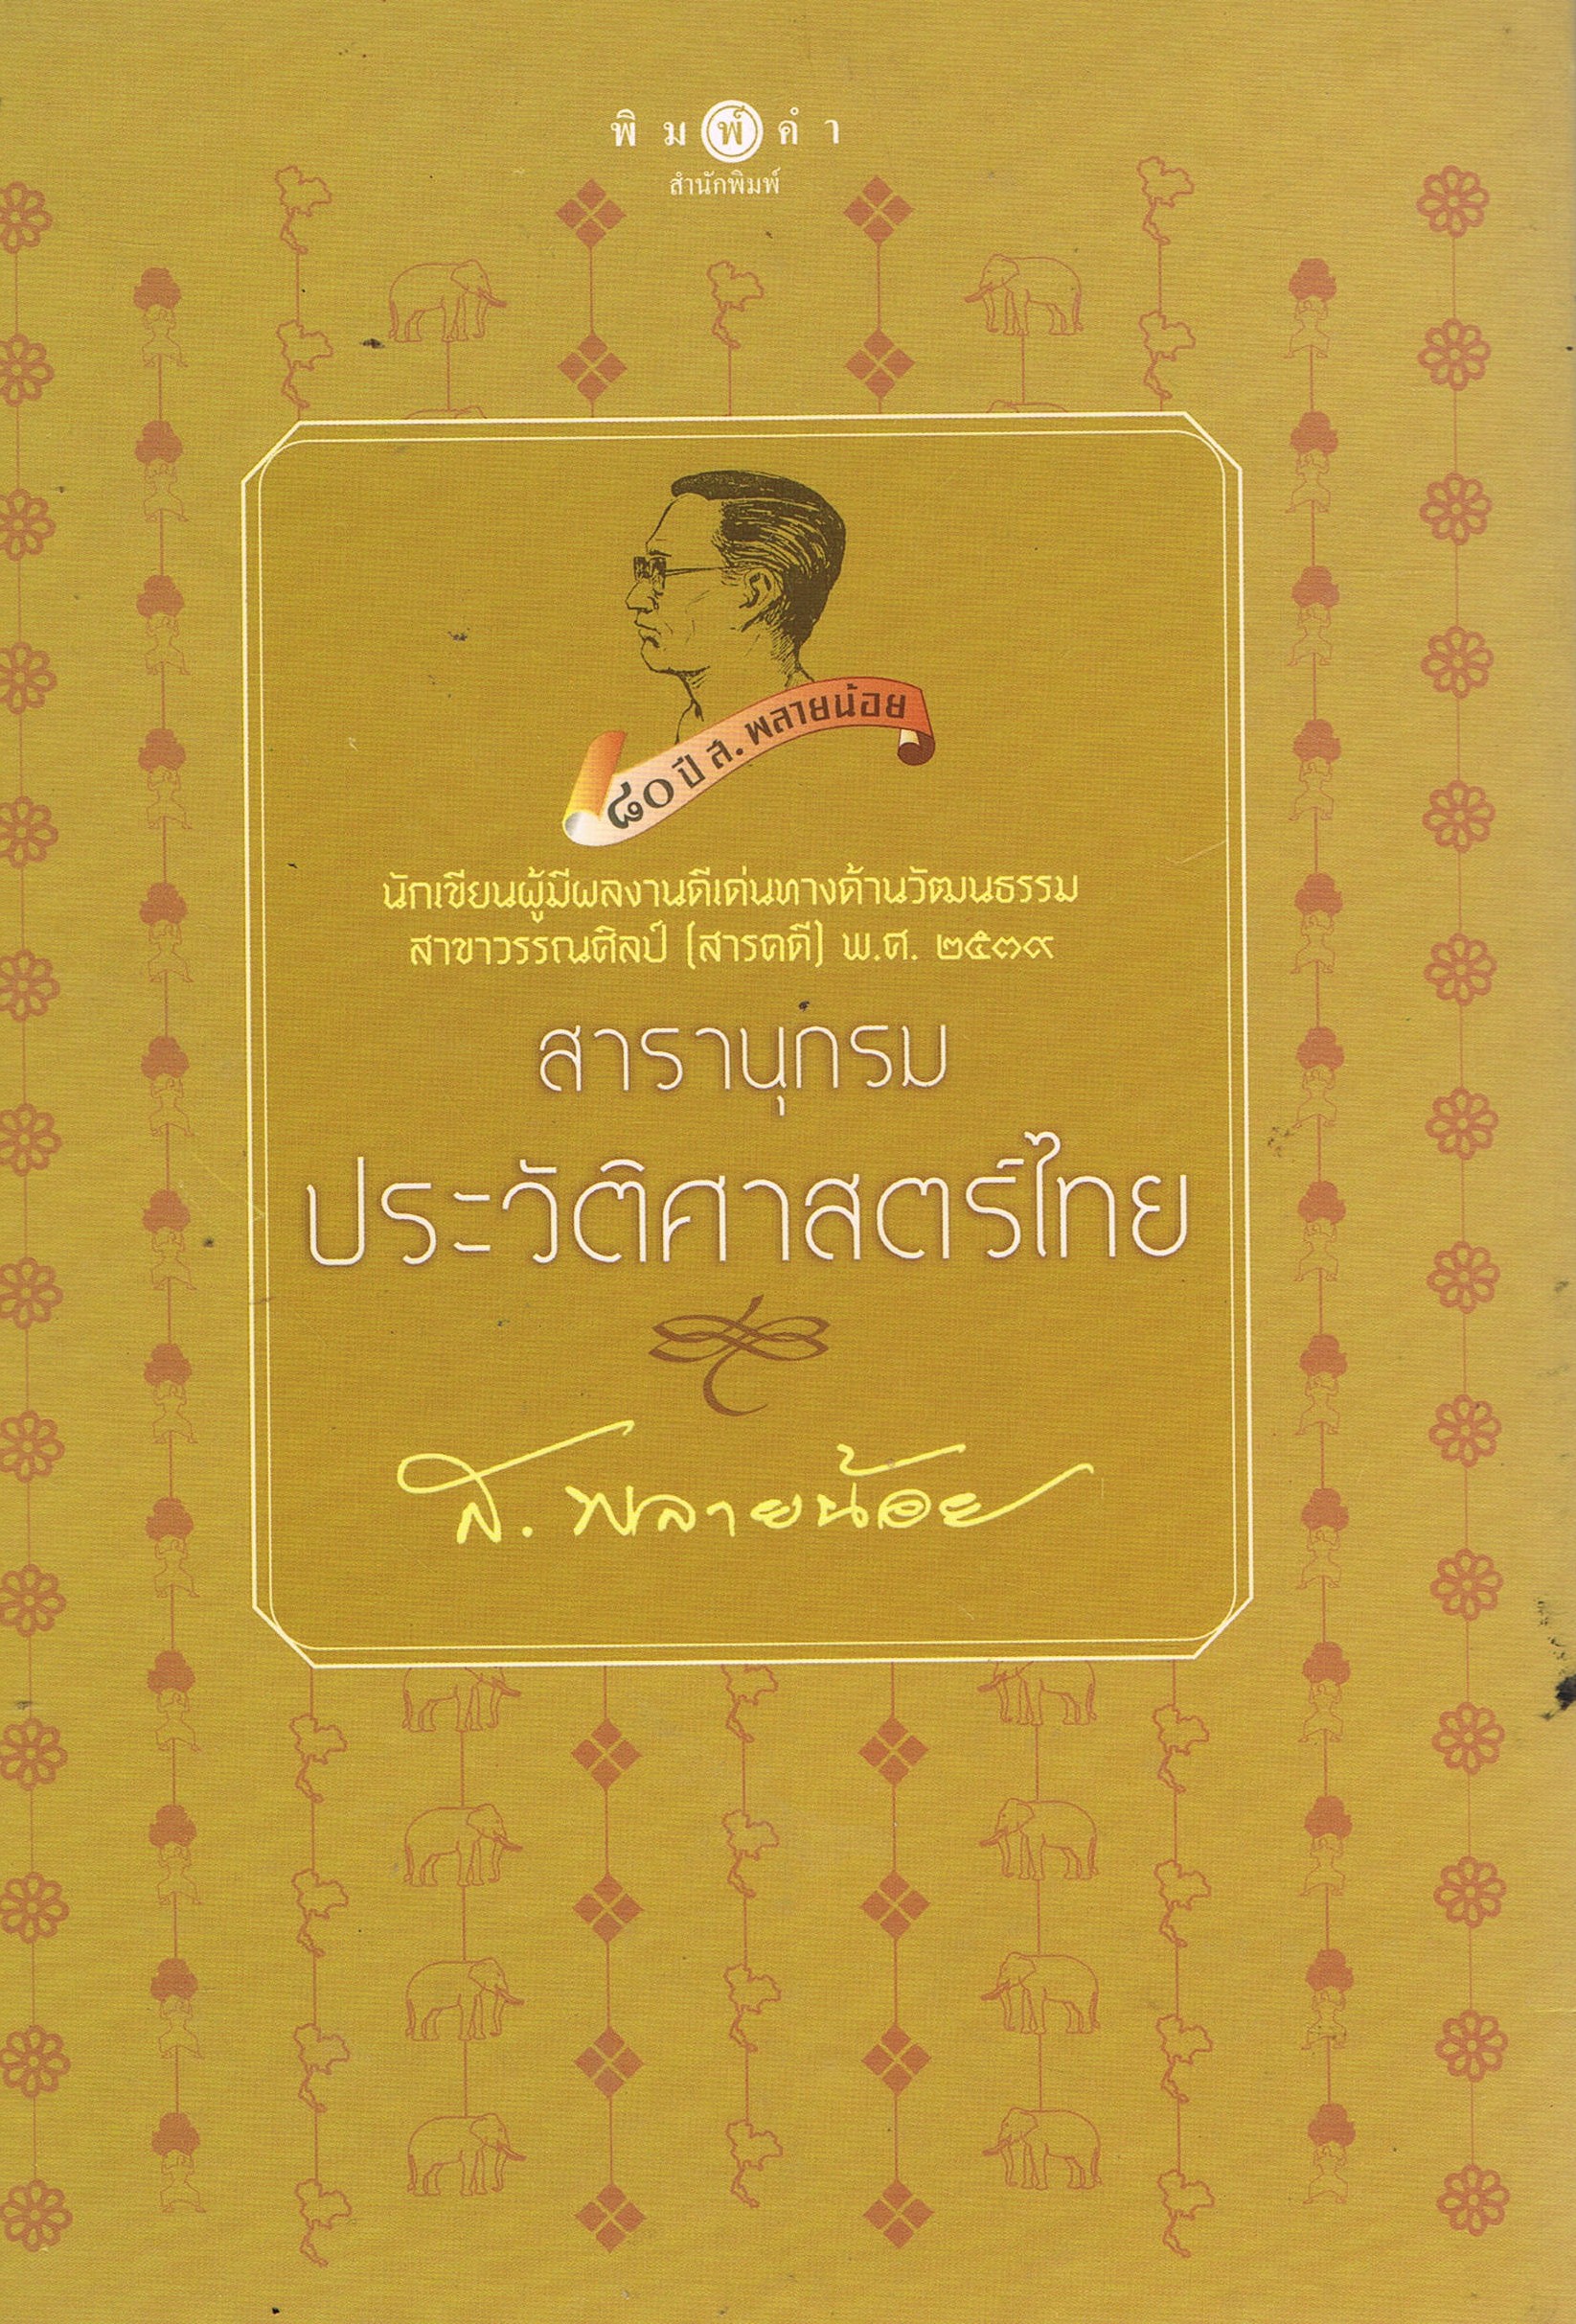 พิมพ์คำ
สำนักพิมพ์
๘๐ ปี ส. พลายน้อย
นักเขียนผู้มีผลงานดีเด่นทางด้านวัฒนธรรม
สาขาวรรณศิลป์ (สารคดี) พ.ศ. ๒๕๓๙
สารานุกรม
ประวัติศาสตร์ไทย
ส. พลายน้อย